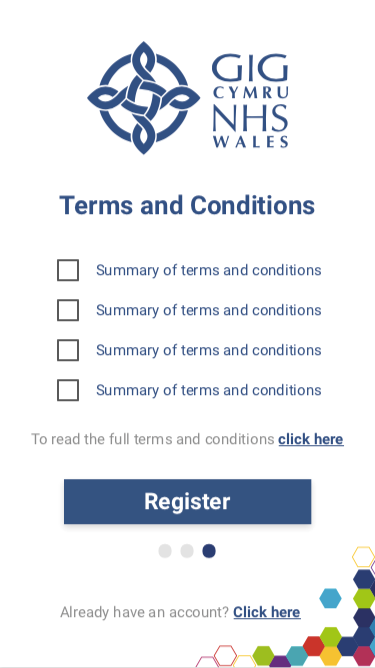 GIG
CYMRU
NHS
WALES
Terms and Conditions
Summary of terms and conditions
Summary of terms and conditions
Summary of terms and conditions
Summary of terms and conditions
To read the full terms and conditions click here
Register
Already have an account? Click here